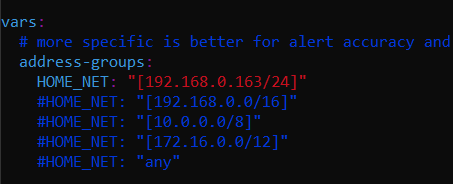 vars:
# more specific is better for alert accuracy and
address-groups:
HOME_NET: "[192.168.0.163/24]"
#HOME_NET: "[192.168.0.0/16]"
#HOME_NET: "[10.0.0.0/8]"
#HOME_NET: "[172.16.0.0/12]"
#HOME_NET: "any"